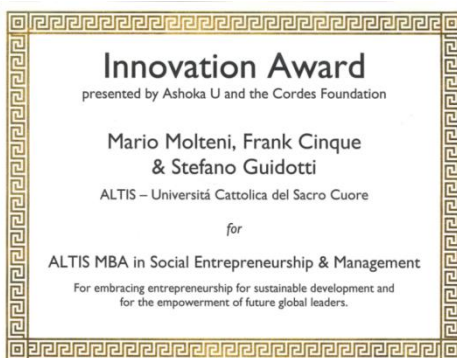 Innovation Award
presented by Ashoka U and the Cordes Foundation
Mario Molteni, Frank Cinque
& Stefano Guidotti
ALTIS – Universitá Cattolica del Sacro Cuore
for
ALTIS MBA in Social Entrepreneurship & Management
For embracing entrepreneurship for sustainable development and
for the empowerment of future global leaders.